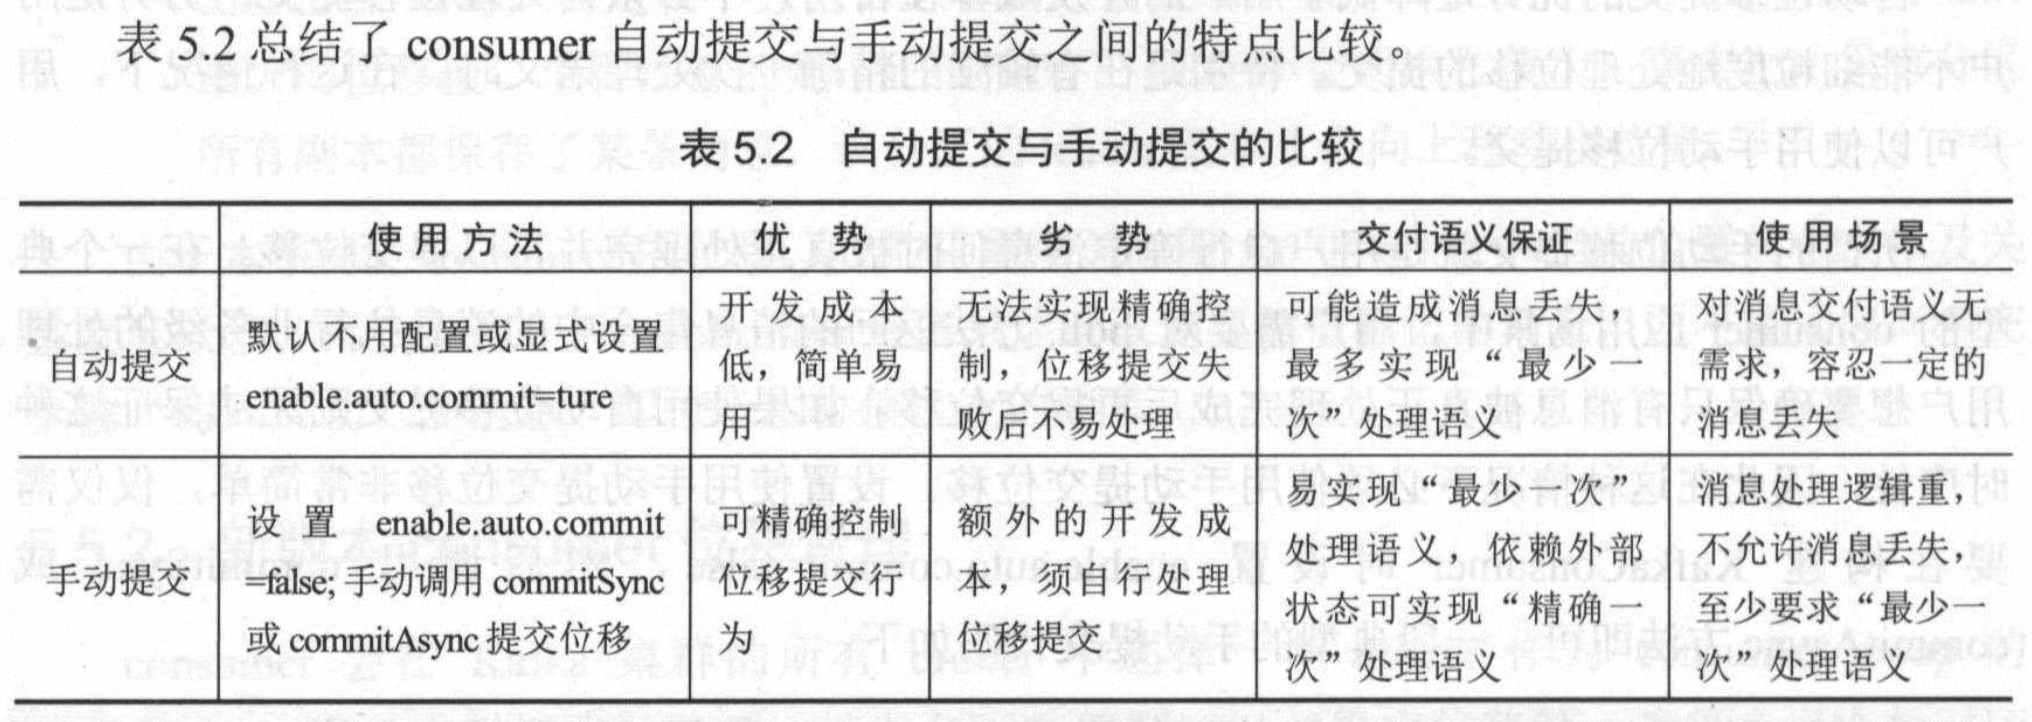 表 5.2 总结了 consumer 自动提交与手动提交之间的特点比较。
表 5.2 自动提交与手动提交的比较
使用方法 优 势 劣 势 交付语义保证 使用场景
自动提交
默认不用配置或显式设置
enable.auto.commit=ture
开发成本
低，简单易
用
无法实现精确控
制，位移提交失
败后不易处理
可能造成消息丢失，
最多实现“最少一
次”处理语义
对消息交付语义无
需求，容忍一定的
消息丢失
手动提交
设置 enable.auto.commit
=false; 手动调用 commitSync
或 commitAsync 提交位移
可精确控制
位移提交行
为
额外的开发成
本，须自行处理
位移提交
易实现“最少一次”
处理语义，依赖外部
状态可实现“精确一
次”处理语义
消息处理逻辑重，
不允许消息丢失，
至少要求“最少一
次”处理语义